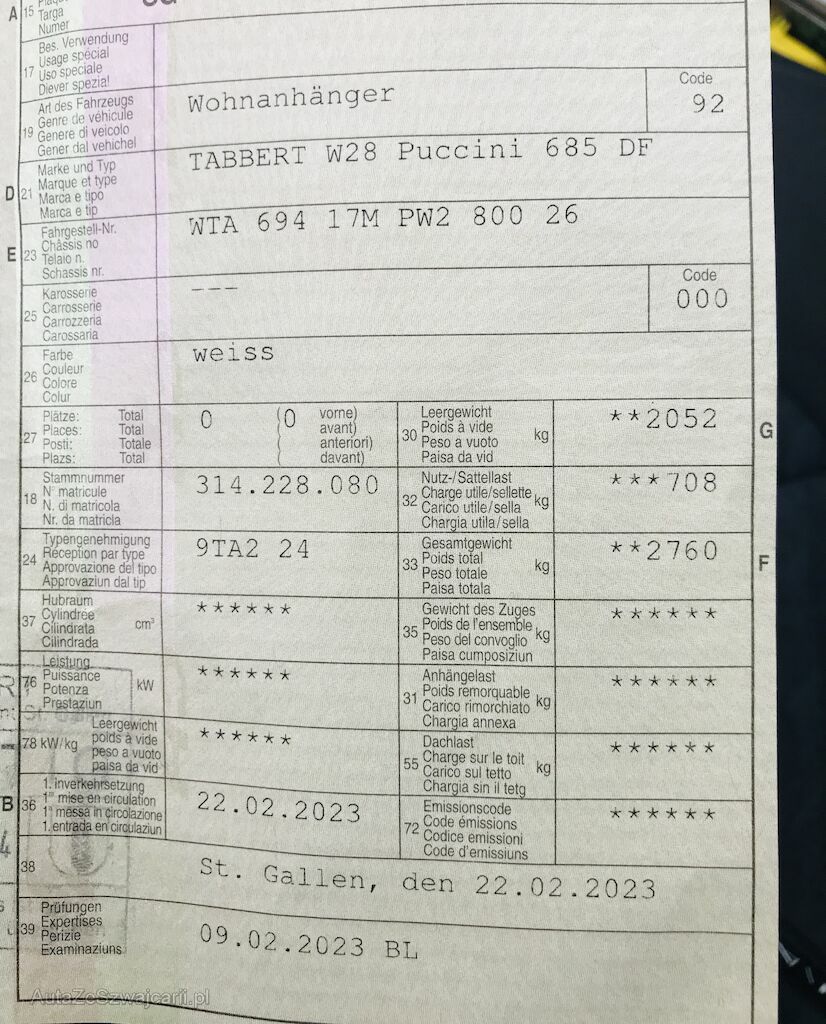 A 15 Targa
Numer
17 Bes. Verwendung
Usage spécial
Uso speciale
Diever spezial
19 Art des Fahrzeugs
Genre de véhicule
Genere di veicolo
Gener dal vehichel
Wohnanhänger
Code
92
D 21 Marke und Typ
Marque et type
Marca e tipo
Marca e tip
TABBERT W28 Puccini 685 DF
E 23 Fahrgestell-Nr.
Châssis no
Telaio n.
Schassis nr.
WTA 694 17M PW2 800 26
25 Karosserie
Carrosserie
Carrozzeria
Carossaria
---
Code
000
26 Farbe
Couleur
Colore
Colur
weiss
27 Plätze: Total
Places: Total
Posti: Totale
Plazs: Total
0 (0 vorne)
( avant)
( anteriori)
( davant)
30 Leergewicht
Poids à vide
Peso a vuoto kg
Paisa da vid
**2052
G
18 Stammnummer
N° matricule
N. di matricola
Nr. da matricla
314.228.080
32 Nutz-/Sattellast
Charge utile/sellette
Carico utile/sella kg
Chargia utila/sella
***708
24 Typengenehmigung
Réception par type
Approvazione del tipo
Approvaziun dal tip
9TA2 24
33 Gesamtgewicht
Poids total
Peso totale kg
Paisa totala
**2760
F
37 Hubraum
Cylindrée
Cilindrata cm³
Cilindrada
******
35 Gewicht des Zuges
Poids de l'ensemble
Peso del convoglio kg
Paisa cumposiziun
******
76 Leistung
Puissance
Potenza kW
Prestaziun
******
31 Anhängelast
Poids remorquable
Carico rimorchiato kg
Chargia annexa
******
78 kW/kg Leergewicht
poids à vide
peso a vuoto
paisa da vid
******
55 Dachlast
Charge sur le toit
Carico sul tetto kg
Chargia sin il tetg
******
B 36 1. Inverkehrsetzung
1re mise en circulation
1a messa in circolazione
1. entrada en circulaziun
22.02.2023
72 Emissionscode
Code émissions
Codice emissioni
Code d'emissiuns
******
38
St. Gallen, den 22.02.2023
39 Prüfungen
Expertises
Perizie
Examinaziuns
09.02.2023 BL
AutaZeSzwajcarii.pl